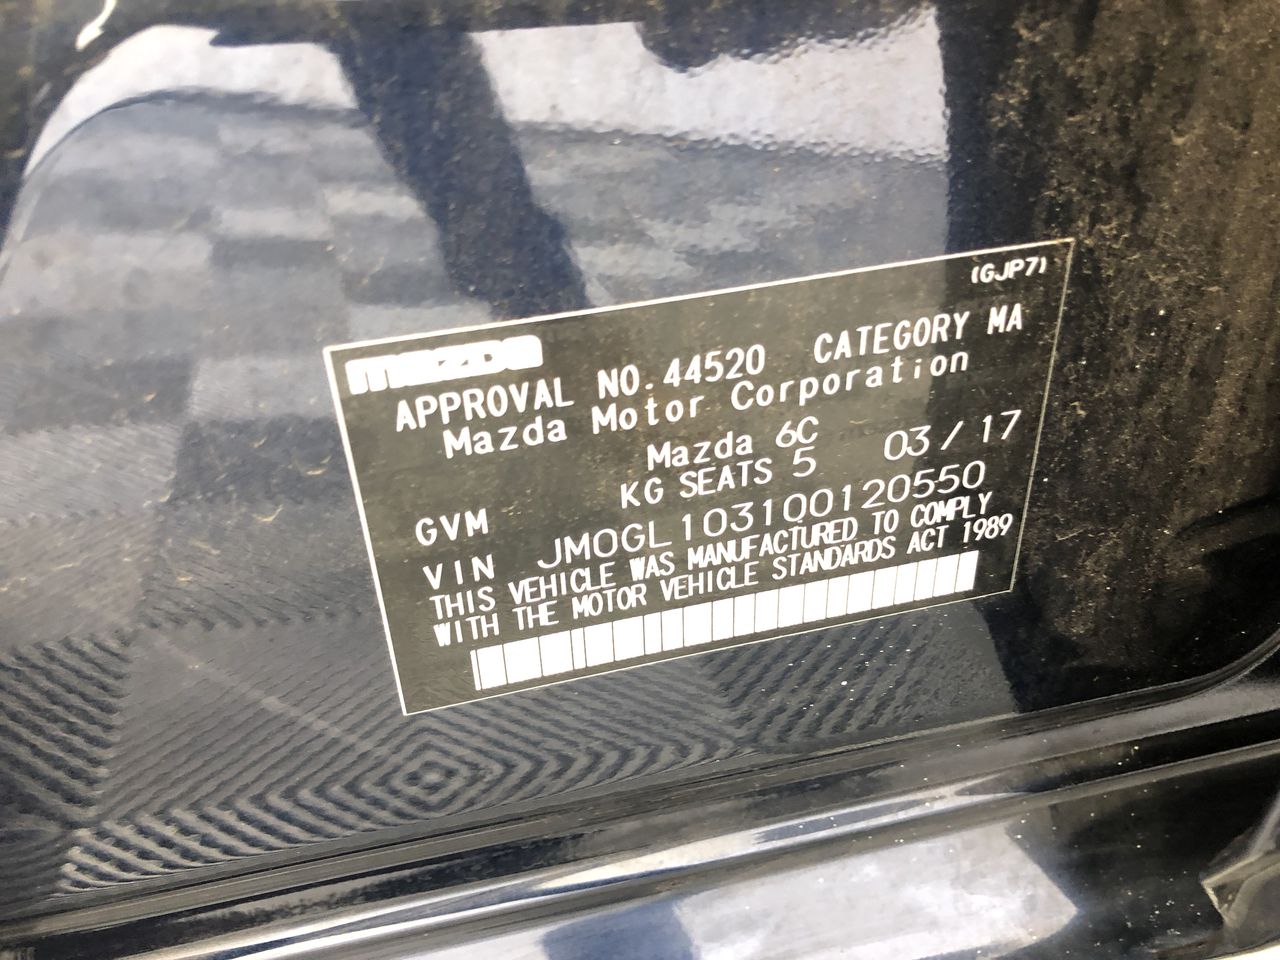 (GJP7)
mazda
APPROVAL NO.44520 CATEGORY MA
Mazda Motor Corporation
Mazda 6C
GVM KG SEATS 5 03/17
VIN JM0GL103100120550
THIS VEHICLE WAS MANUFACTURED TO COMPLY
WITH THE MOTOR VEHICLE STANDARDS ACT 1989